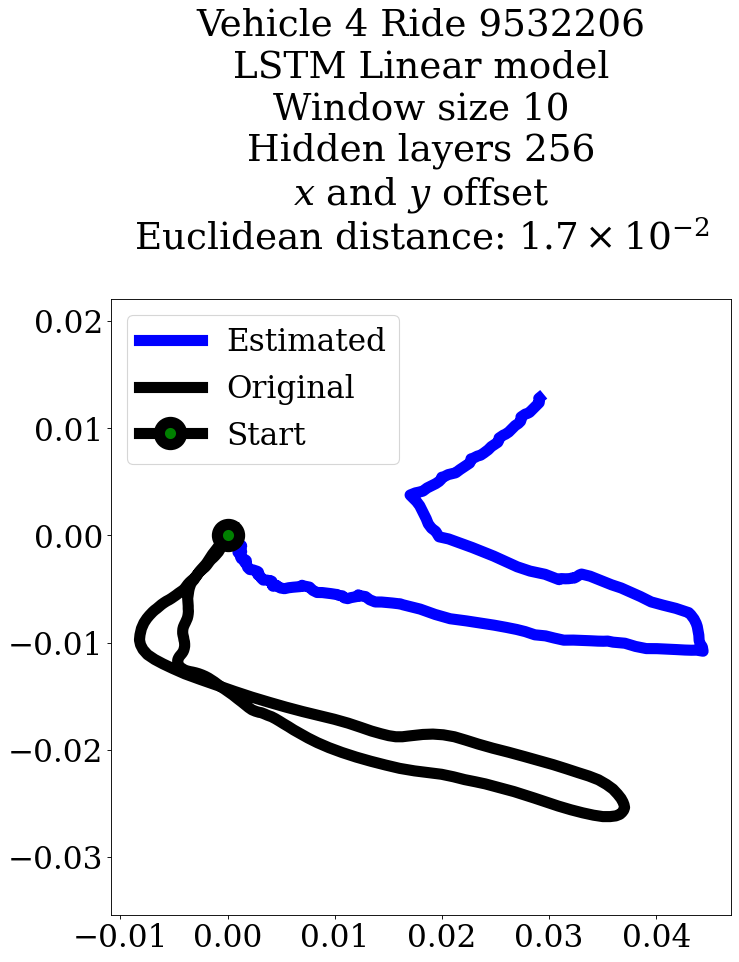 Vehicle 4 Ride 9532206
LSTM Linear model
Window size 10
Hidden layers 256
x and y offset
Euclidean distance: 1.7 × 10⁻²
Estimated
Original
Start
0.02
0.01
0.00
−0.01
−0.02
−0.03
−0.01 0.00 0.01 0.02 0.03 0.04